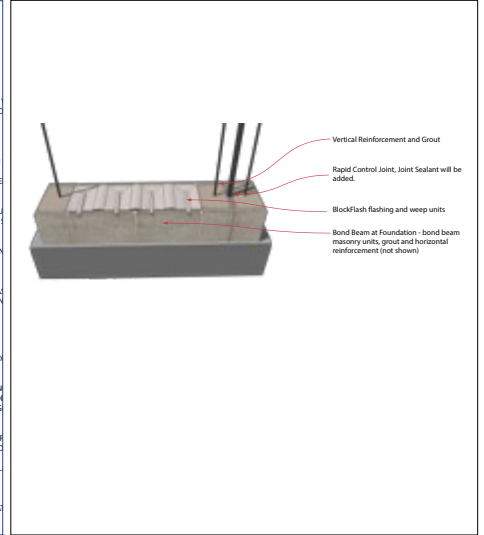 Vertical Reinforcement and Grout
Rapid Control Joint, Joint Sealant will be
added.
BlockFlash flashing and weep units
Bond Beam at Foundation - bond beam
masonry units, grout and horizontal
reinforcement (not shown)